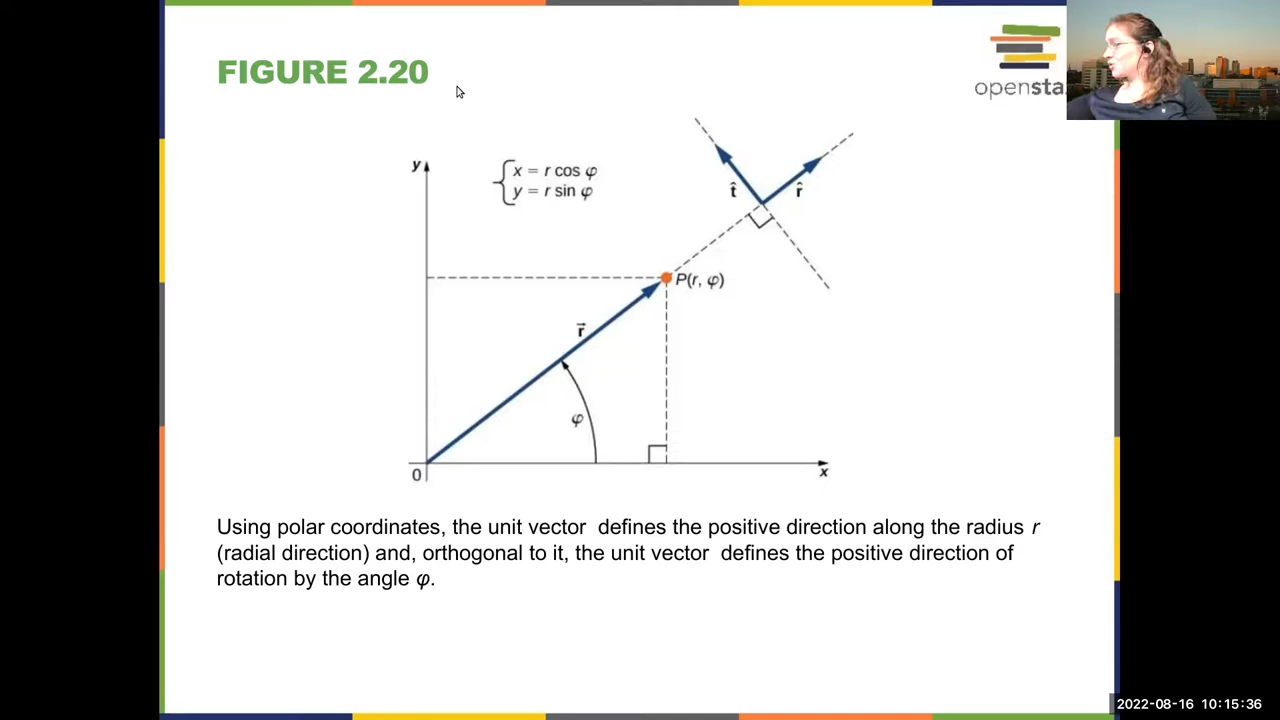 FIGURE 2.20
opensta
y
x = r cos φ
y = r sin φ
t̂
r̂
P(r, φ)
r⃗
φ
0
x
Using polar coordinates, the unit vector  defines the positive direction along the radius r
(radial direction) and, orthogonal to it, the unit vector  defines the positive direction of
rotation by the angle φ.
2022-08-16 10:15:36